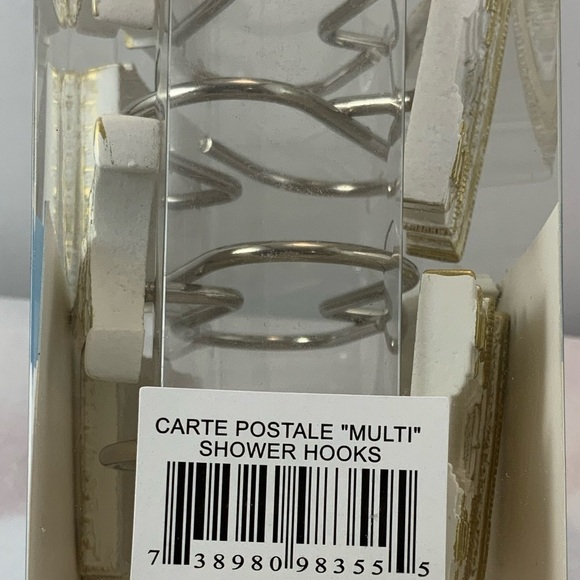 CARTE POSTALE "MULTI"
SHOWER HOOKS
7 38980 98355 5